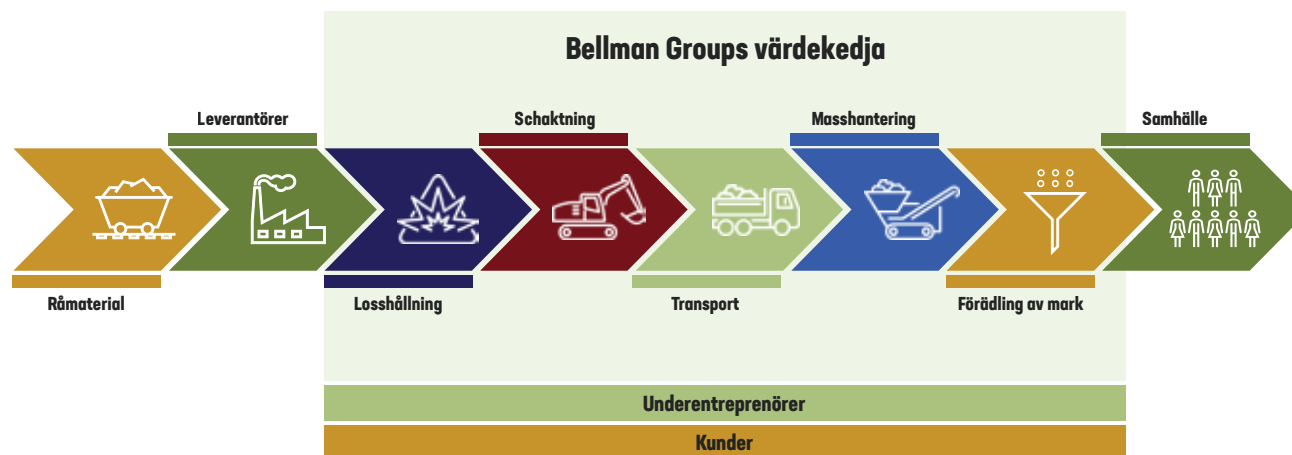 Bellman Groups värdekedja
Leverantörer
Schaktning
Masshantering
Samhälle
Råmaterial
Losshållning
Transport
Förädling av mark
Underentreprenörer
Kunder